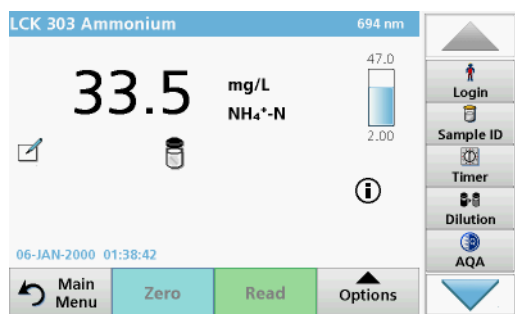 LCK 303 Ammonium
694 nm
33.5
mg/L
NH₄⁺-N
47.0
2.00
06-JAN-2000 01:38:42
Main
Menu
Zero
Read
Options
Login
Sample ID
Timer
Dilution
AQA